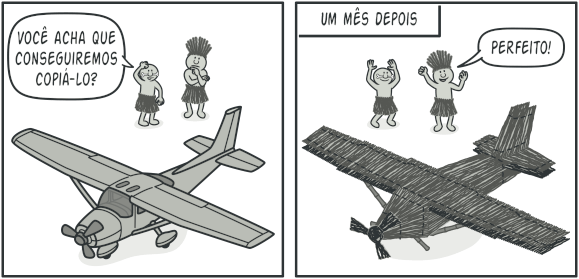 VOCÊ ACHA QUE
CONSEGUIREMOS
COPIÁ-LO?
UM MÊS DEPOIS
PERFEITO!